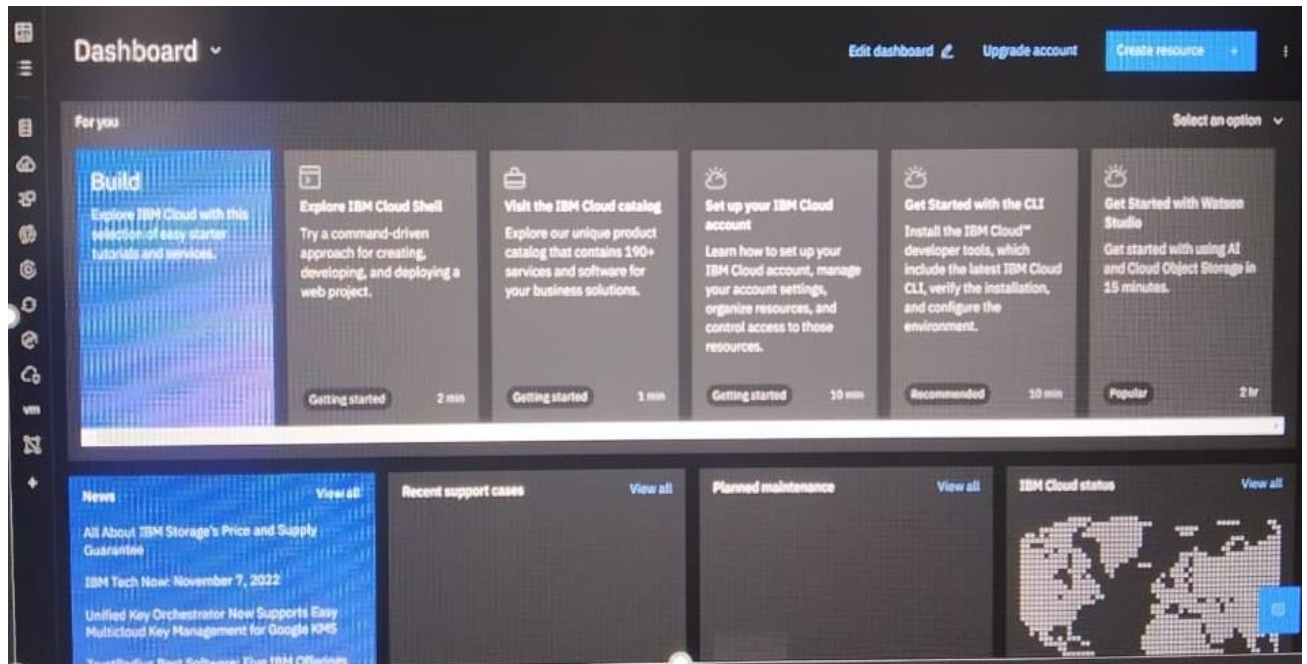 Dashboard
Edit dashboard
Upgrade account
Create resource +
For you
Select an option
Build
Explore IBM Cloud with this
selection of easy starter
tutorials and services.
Explore IBM Cloud Shell
Try a command-driven
approach for creating,
developing, and deploying a
web project.
Getting started
2 min
Visit the IBM Cloud catalog
Explore our unique product
catalog that contains 190+
services and software for
your business solutions.
Getting started
1 min
Set up your IBM Cloud
account
Learn how to set up your
IBM Cloud account, manage
your account settings,
organize resources, and
control access to those
resources.
Getting started
10 min
Get Started with the CLI
Install the IBM Cloud™
developer tools, which
include the latest IBM Cloud
CLI, verify the installation,
and configure the
environment.
Recommended
10 min
Get Started with Watson
Studio
Get started with using AI
and Cloud Object Storage in
15 minutes.
Popular
2 hr
vm
News
View all
All About IBM Storage's Price and Supply
Guarantee
IBM Tech Now: November 7, 2022
Unified Key Orchestrator Now Supports Easy
Multicloud Key Management for Google KMS
TrustRadius Best Software: Five IBM Offerings
Recent support cases
View all
Planned maintenance
View all
IBM Cloud status
View all